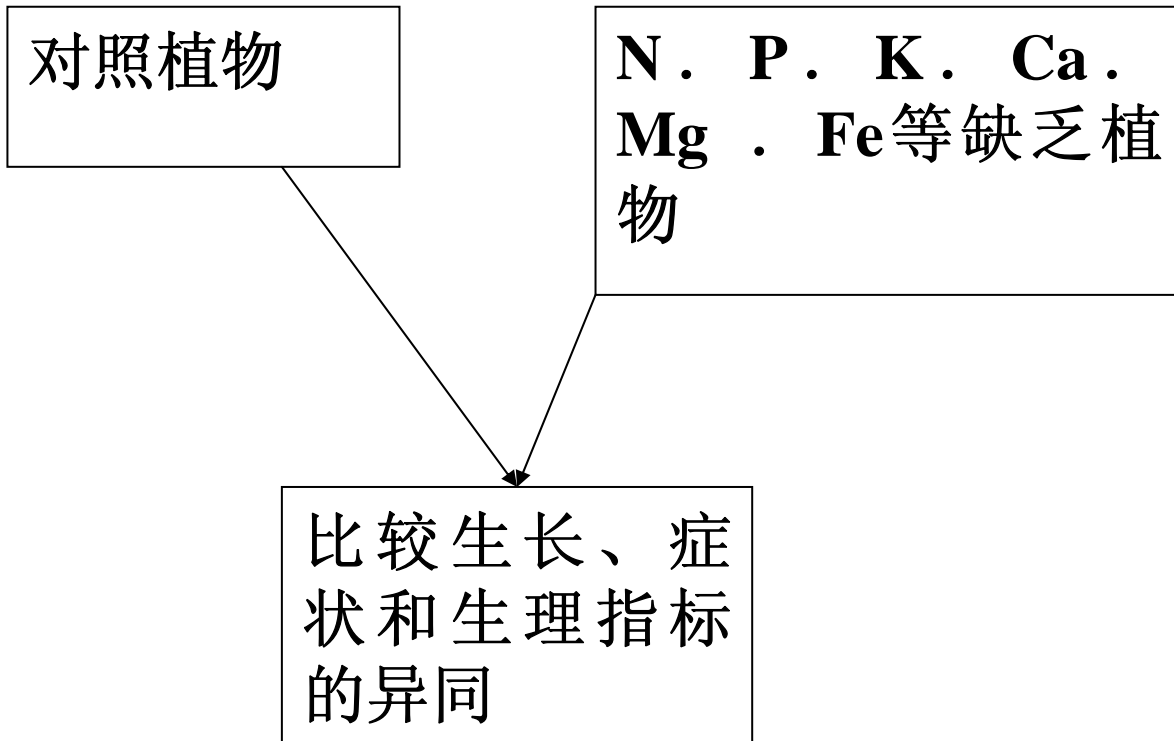 对照植物
N． P． K． Ca．
Mg ． Fe等缺乏植
物
比较生长、症
状和生理指标
的异同